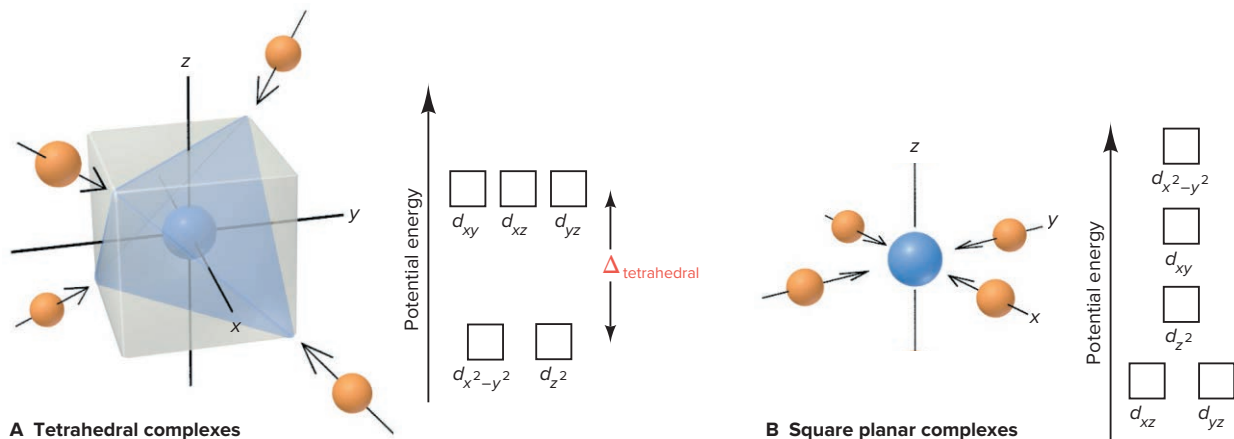 z
y
x
Potential energy
d_xy d_xz d_yz
Δ tetrahedral
d_x²–y² d_z²
A Tetrahedral complexes
z
y
x
Potential energy
d_x²–y²
d_xy
d_z²
d_xz d_yz
B Square planar complexes